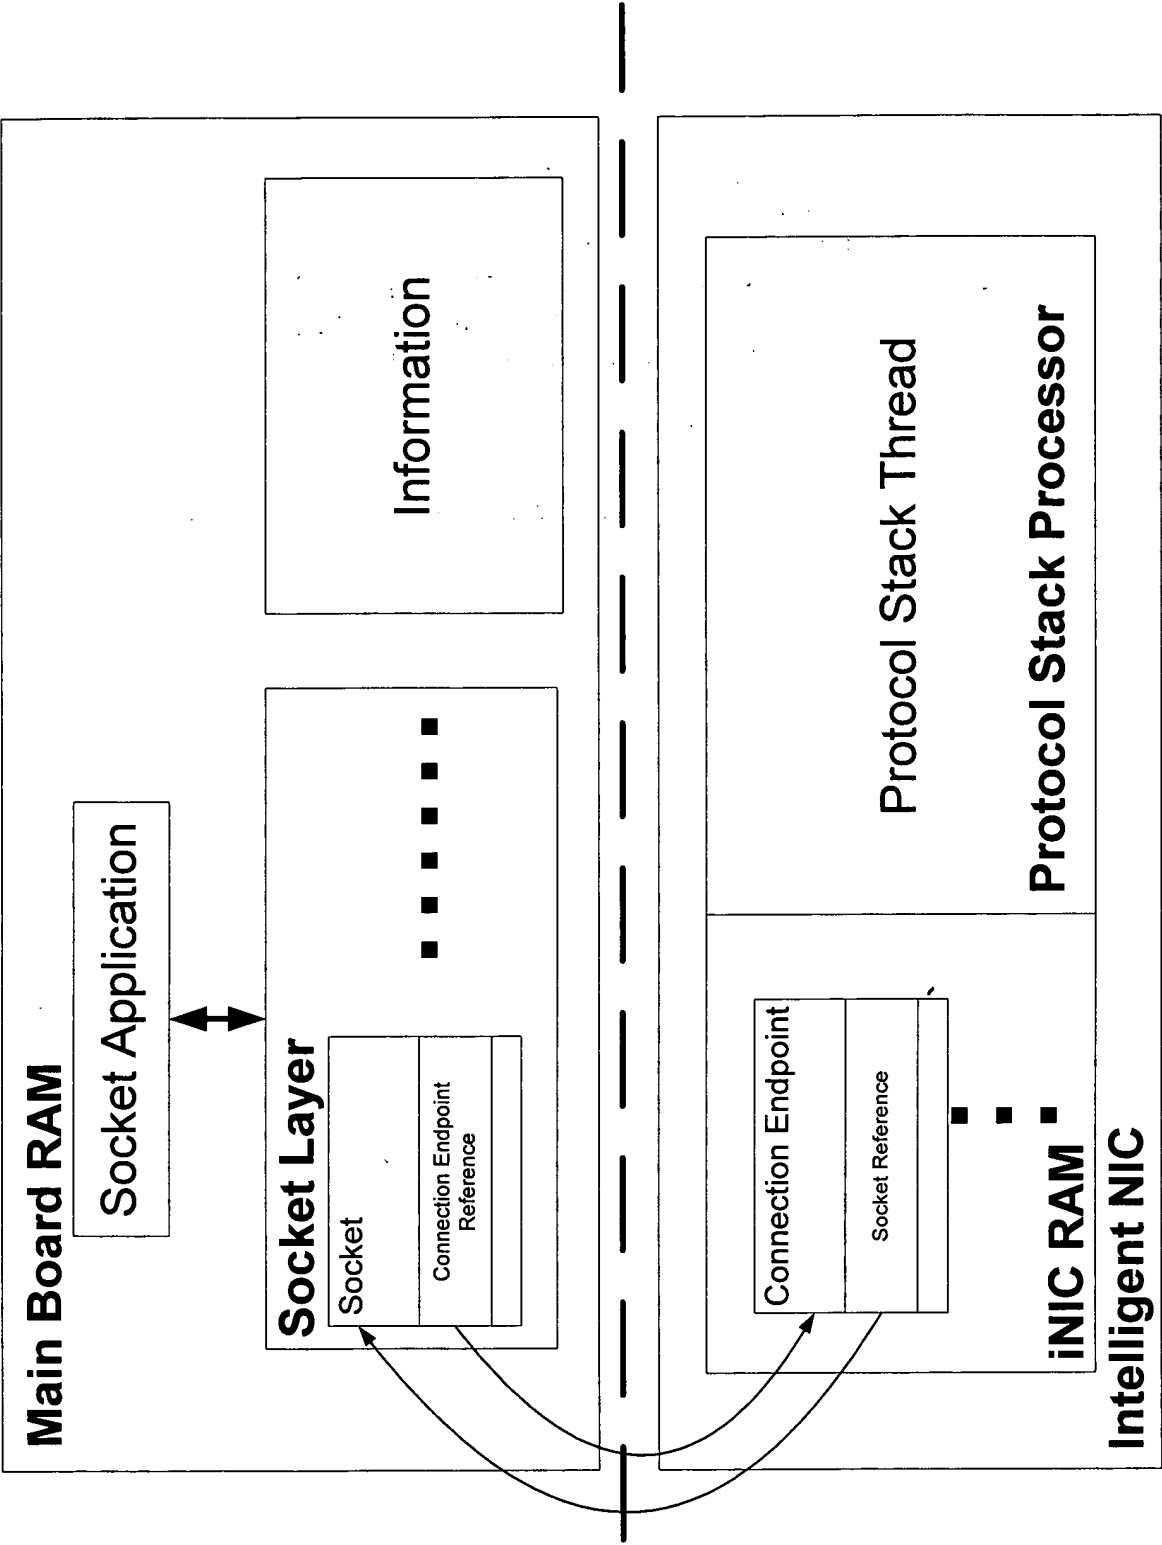 Main Board RAM
Socket Application
Socket Layer
Socket
Connection Endpoint
Reference
Information
Connection Endpoint
Socket Reference
iNIC RAM
Protocol Stack Thread
Protocol Stack Processor
Intelligent NIC